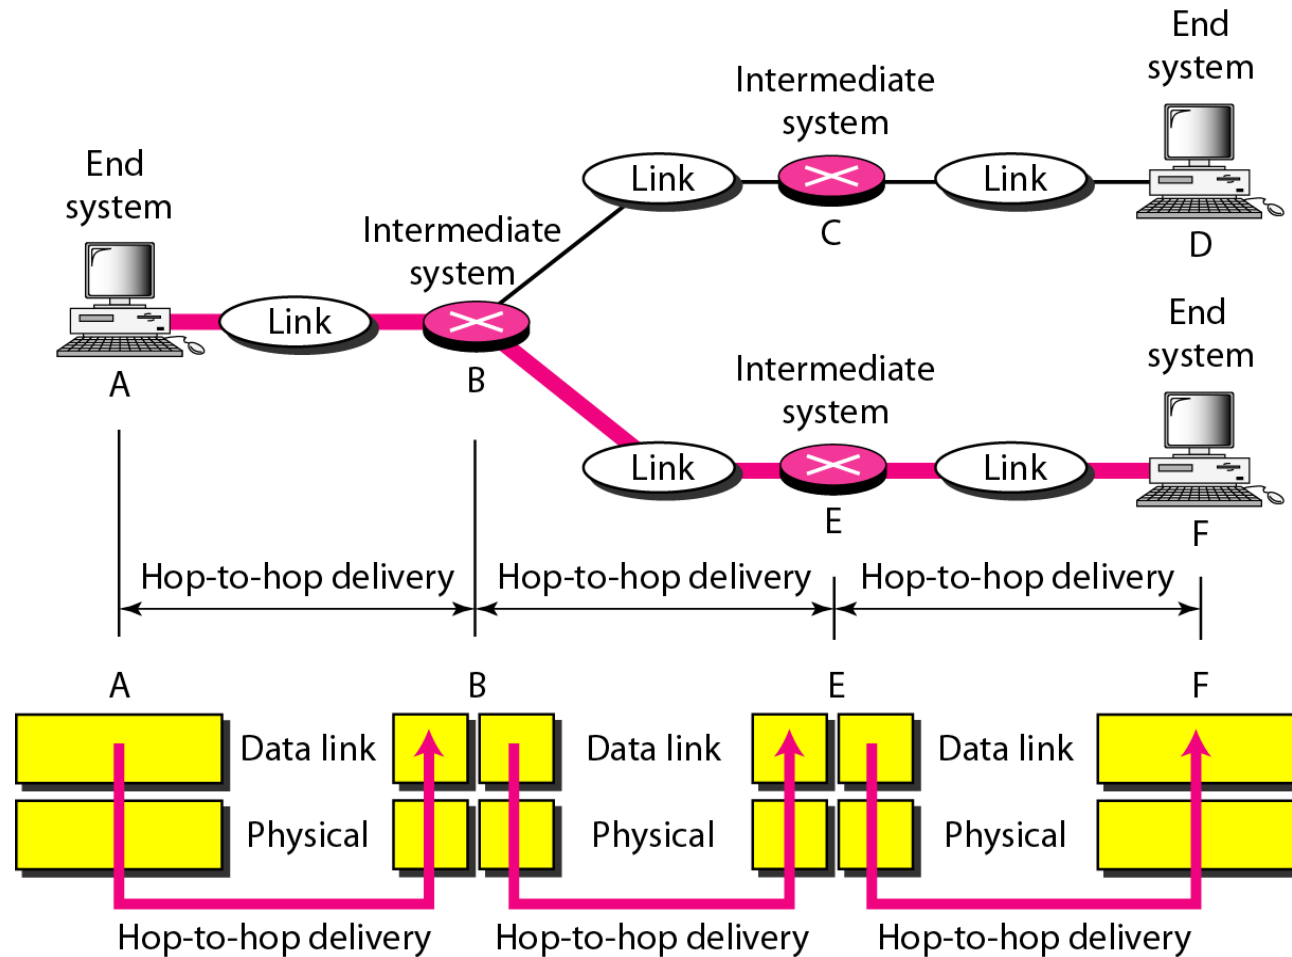 End
system
Intermediate
system
Link
Link
C
D
End
system
Intermediate
system
Link
A
B
End
system
Intermediate
system
Link
Link
E
F
Hop-to-hop delivery
Hop-to-hop delivery
Hop-to-hop delivery
A
B
E
F
Data link
Data link
Data link
Physical
Physical
Physical
Hop-to-hop delivery
Hop-to-hop delivery
Hop-to-hop delivery